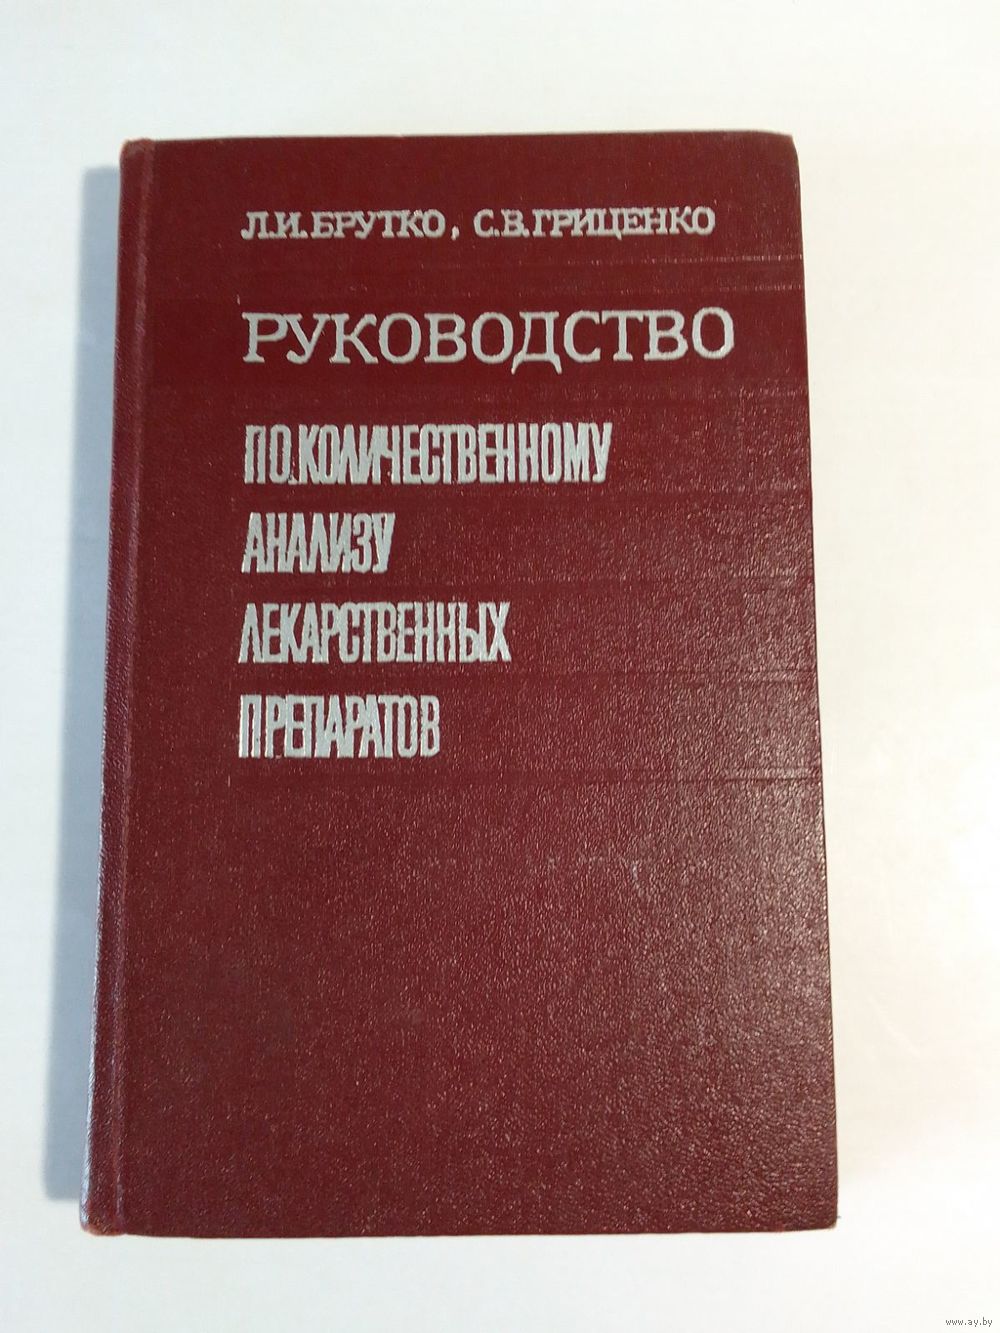 Л.И.БРУТКО, С.В.ГРИЦЕНКО
РУКОВОДСТВО
ПО КОЛИЧЕСТВЕННОМУ
АНАЛИЗУ
ЛЕКАРСТВЕННЫХ
ПРЕПАРАТОВ
www.ay.by